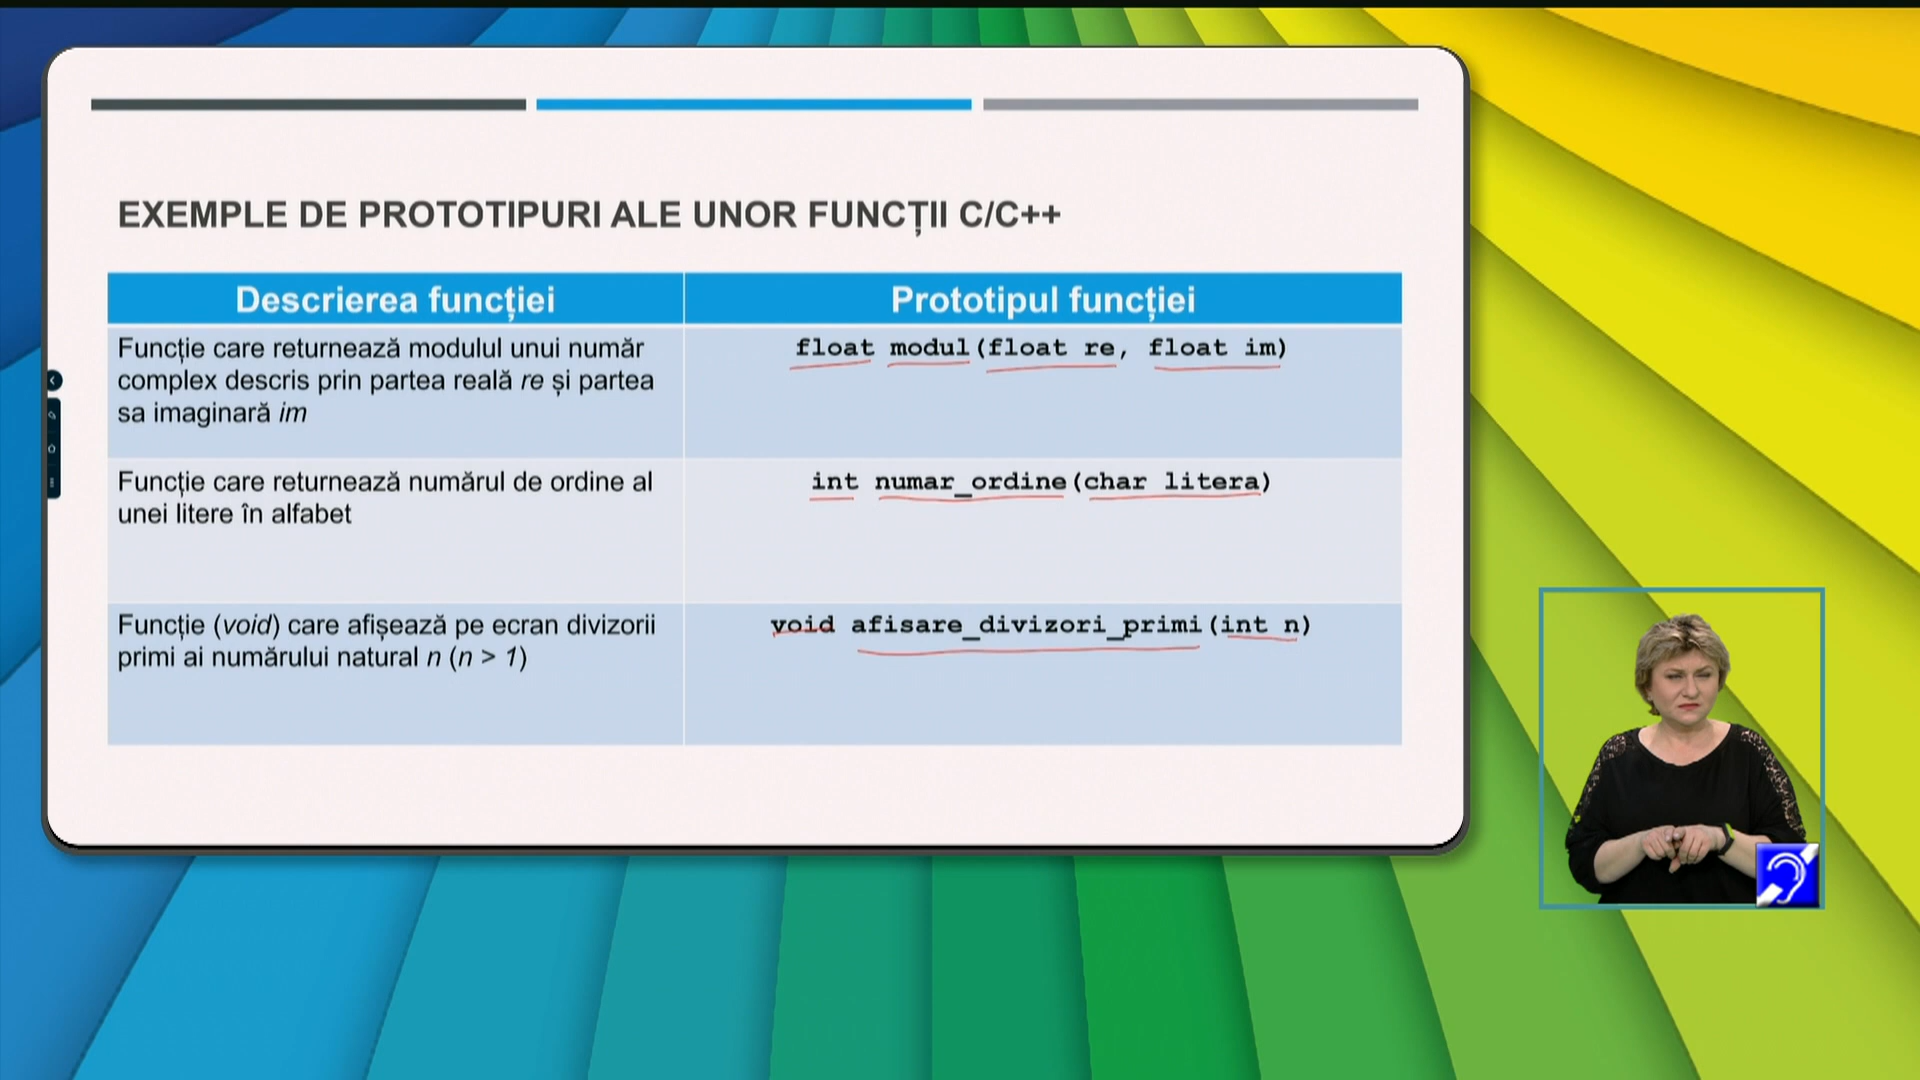 EXEMPLE DE PROTOTIPURI ALE UNOR FUNCȚII C/C++
Descrierea funcției
Prototipul funcției
Funcție care returnează modulul unui număr
complex descris prin partea reală re și partea
sa imaginară im
float modul(float re, float im)
Funcție care returnează numărul de ordine al
unei litere în alfabet
int numar_ordine(char litera)
Funcție (void) care afișează pe ecran divizorii
primi ai numărului natural n (n > 1)
void afisare_divizori_primi(int n)